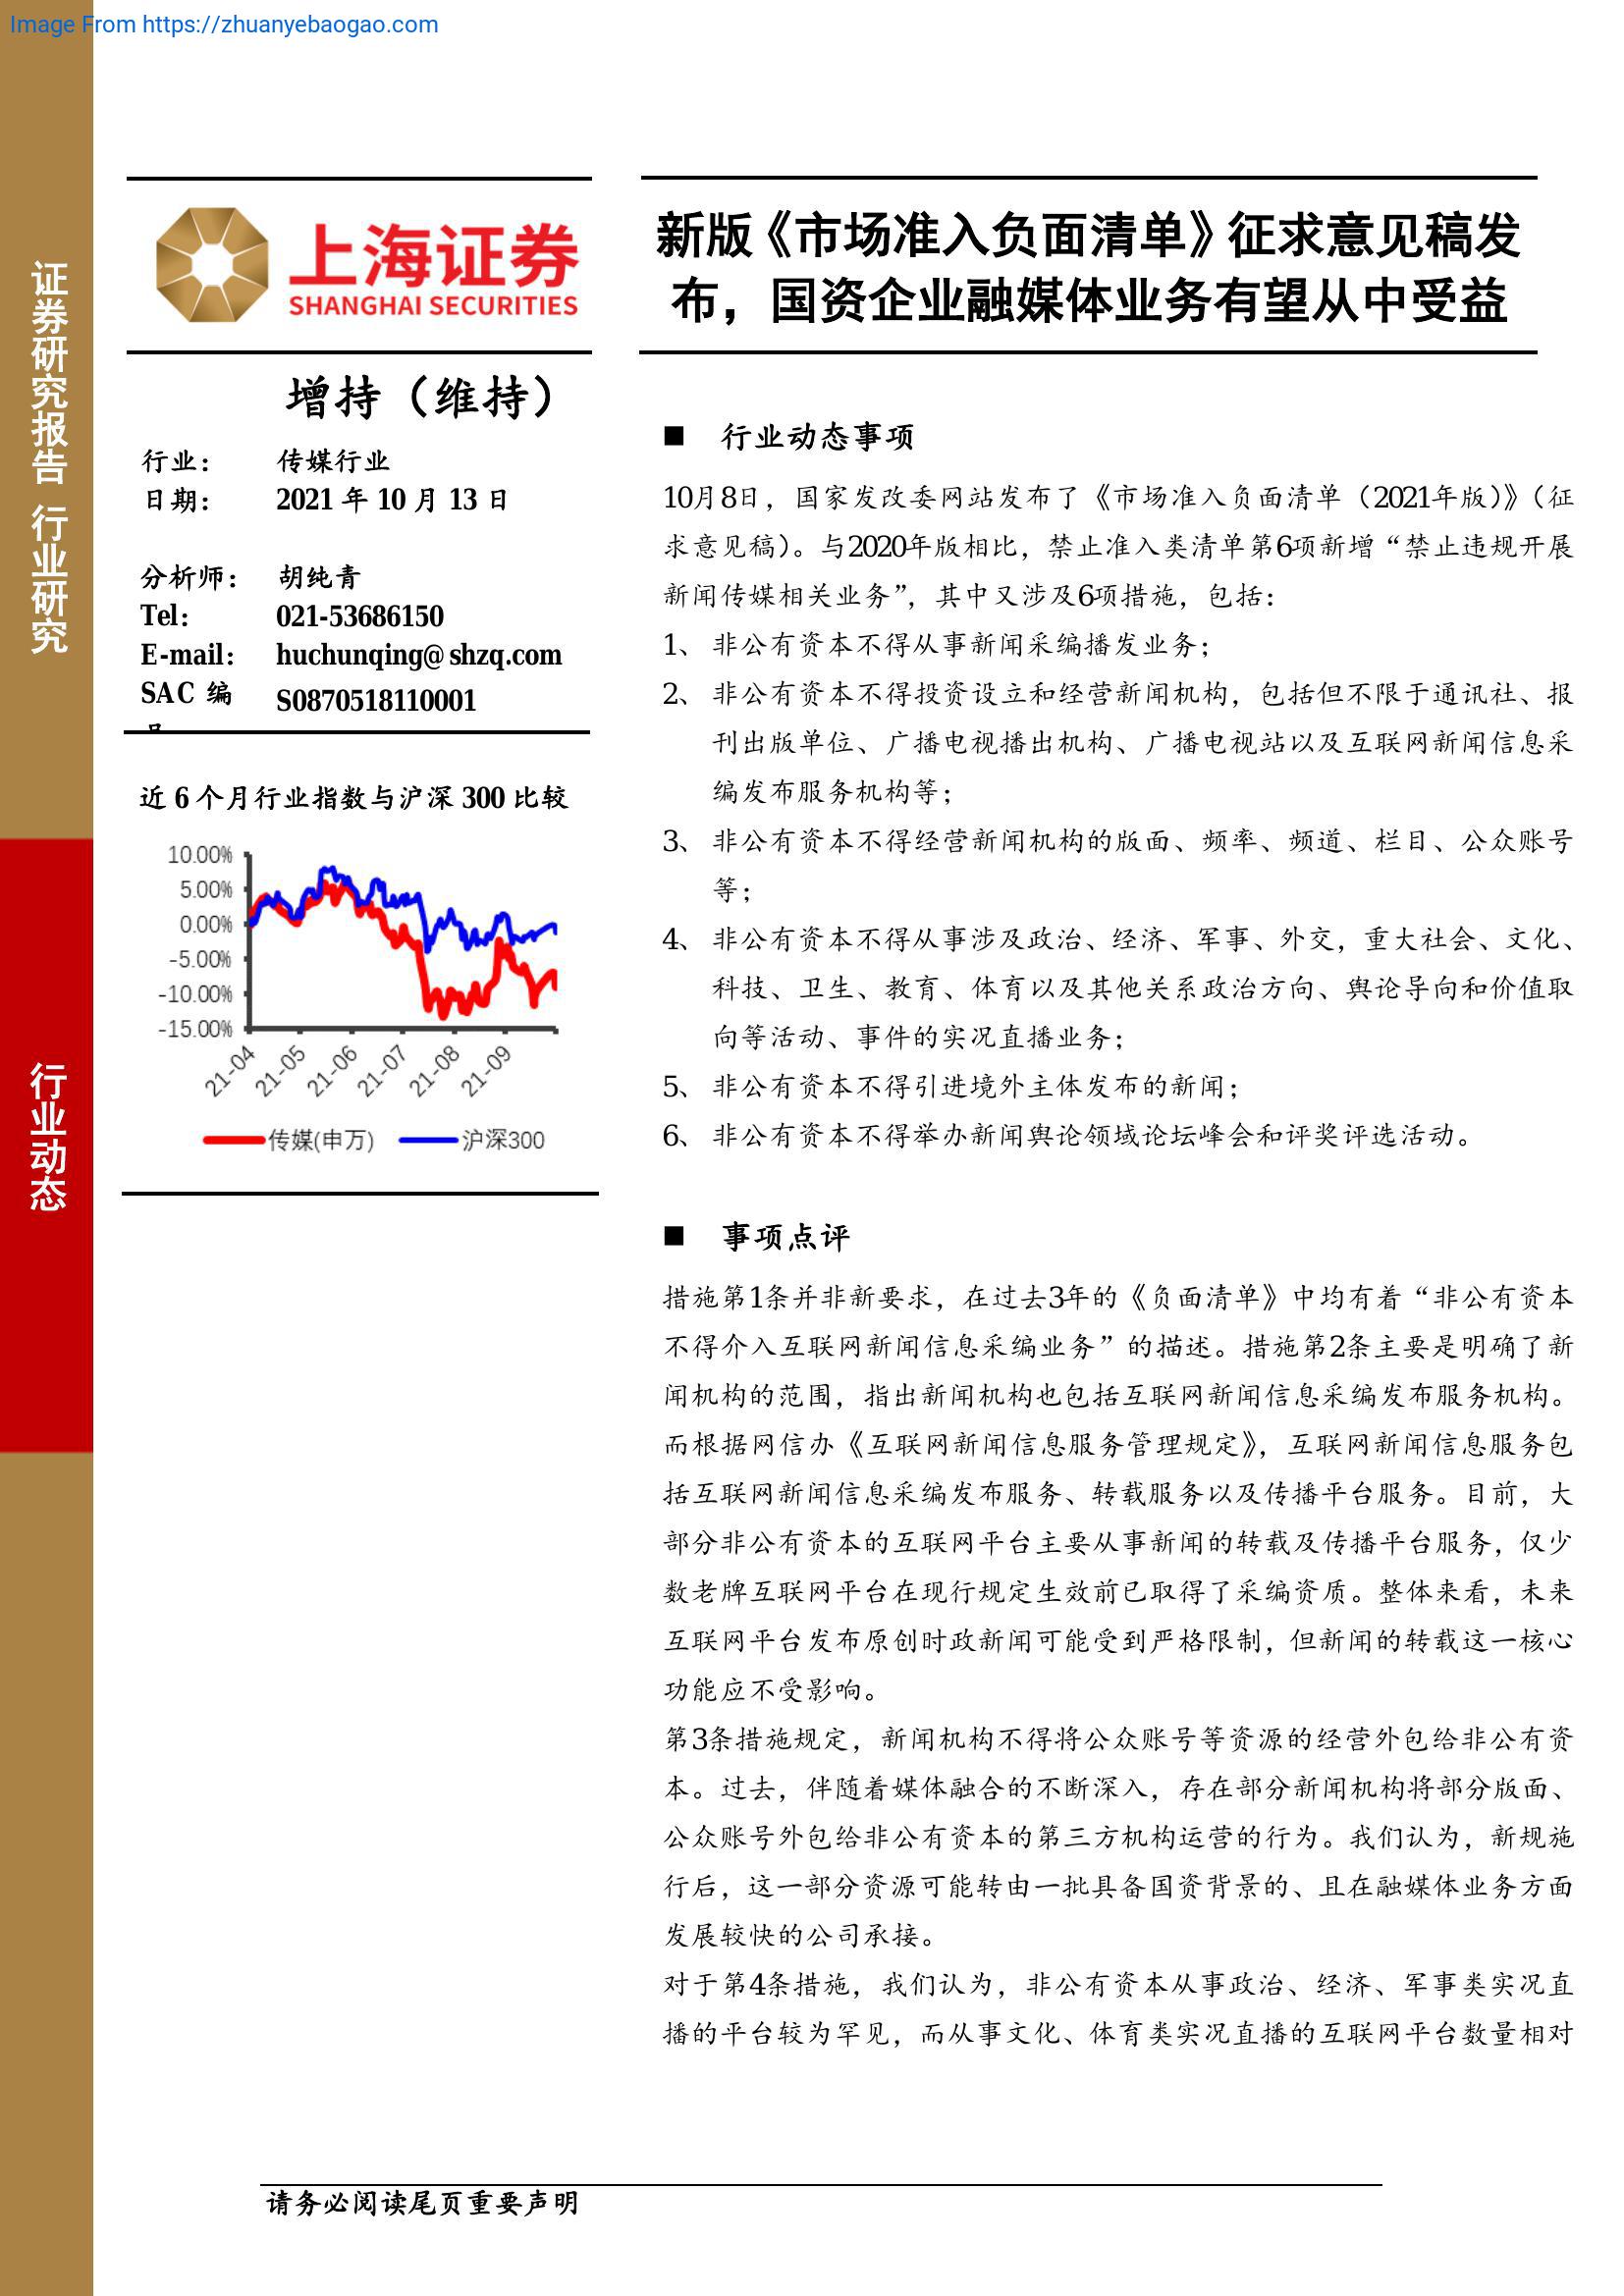 Image From https://zhuanyebaogao.com
证券研究报告 行业研究
行业动态
上海证券
SHANGHAI SECURITIES
新版《市场准入负面清单》征求意见稿发
布，国资企业融媒体业务有望从中受益
增持（维持）
行业： 传媒行业
日期： 2021 年 10 月 13 日
分析师： 胡纯青
Tel： 021-53686150
E-mail： huchunqing@shzq.com
SAC 编 S0870518110001
近 6 个月行业指数与沪深 300 比较
10.00%
5.00%
0.00%
-5.00%
-10.00%
-15.00%
21-04 21-05 21-06 21-07 21-08 21-09
传媒(申万) 沪深300
■ 行业动态事项
10月8日，国家发改委网站发布了《市场准入负面清单（2021年版）》（征
求意见稿）。与2020年版相比，禁止准入类清单第6项新增“禁止违规开展
新闻传媒相关业务”，其中又涉及6项措施，包括：
1、 非公有资本不得从事新闻采编播发业务；
2、 非公有资本不得投资设立和经营新闻机构，包括但不限于通讯社、报
刊出版单位、广播电视播出机构、广播电视站以及互联网新闻信息采
编发布服务机构等；
3、 非公有资本不得经营新闻机构的版面、频率、频道、栏目、公众账号
等；
4、 非公有资本不得从事涉及政治、经济、军事、外交，重大社会、文化、
科技、卫生、教育、体育以及其他关系政治方向、舆论导向和价值取
向等活动、事件的实况直播业务；
5、 非公有资本不得引进境外主体发布的新闻；
6、 非公有资本不得举办新闻舆论领域论坛峰会和评奖评选活动。
■ 事项点评
措施第1条并非新要求，在过去3年的《负面清单》中均有着“非公有资本
不得介入互联网新闻信息采编业务”的描述。措施第2条主要是明确了新
闻机构的范围，指出新闻机构也包括互联网新闻信息采编发布服务机构。
而根据网信办《互联网新闻信息服务管理规定》，互联网新闻信息服务包
括互联网新闻信息采编发布服务、转载服务以及传播平台服务。目前，大
部分非公有资本的互联网平台主要从事新闻的转载及传播平台服务，仅少
数老牌互联网平台在现行规定生效前已取得了采编资质。整体来看，未来
互联网平台发布原创时政新闻可能受到严格限制，但新闻的转载这一核心
功能应不受影响。
第3条措施规定，新闻机构不得将公众账号等资源的经营外包给非公有资
本。过去，伴随着媒体融合的不断深入，存在部分新闻机构将部分版面、
公众账号外包给非公有资本的第三方机构运营的行为。我们认为，新规施
行后，这一部分资源可能转由一批具备国资背景的、且在融媒体业务方面
发展较快的公司承接。
对于第4条措施，我们认为，非公有资本从事政治、经济、军事类实况直
播的平台较为罕见，而从事文化、体育类实况直播的互联网平台数量相对
请务必阅读尾页重要声明